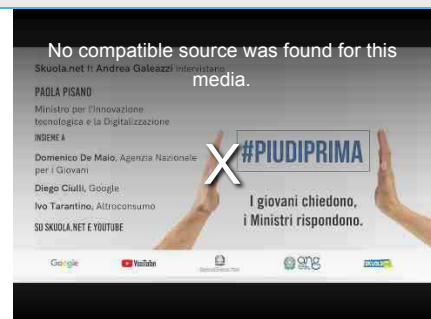 No compatible source was found for this
media.
Skuola.net ft Andrea Galeazzi intervistano
PAOLA PISANO
Ministro per l'Innovazione
tecnologica e la Digitalizzazione
INSIEME A
Domenico De Maio, Agenzia Nazionale
per i Giovani
Diego Ciulli, Google
Ivo Tarantino, Altroconsumo
SU SKUOLA.NET E YOUTUBE
X
#PIUDIPRIMA
I giovani chiedono,
i Ministri rispondono.
Google
YouTube
ang